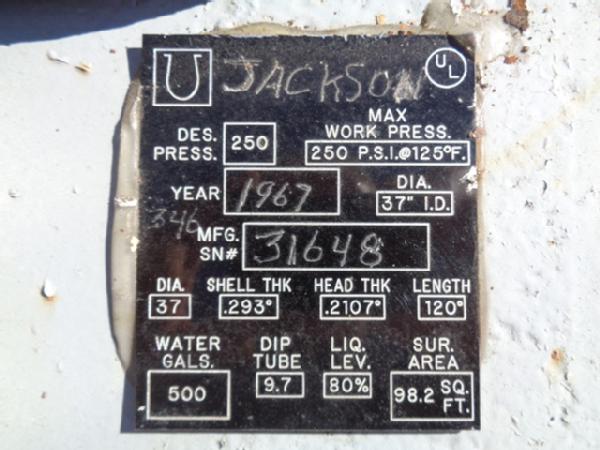 U JACKSON UL
DES. PRESS. 250
MAX WORK PRESS.
250 P.S.I.@125°F.
YEAR 1967
DIA.
37" I.D.
346
MFG. SN# 31648
DIA. SHELL THK HEAD THK LENGTH
37 .293" .2107" 120"
WATER GALS. DIP TUBE LIQ. LEV. SUR. AREA
500 9.7 80% 98.2 SQ. FT.